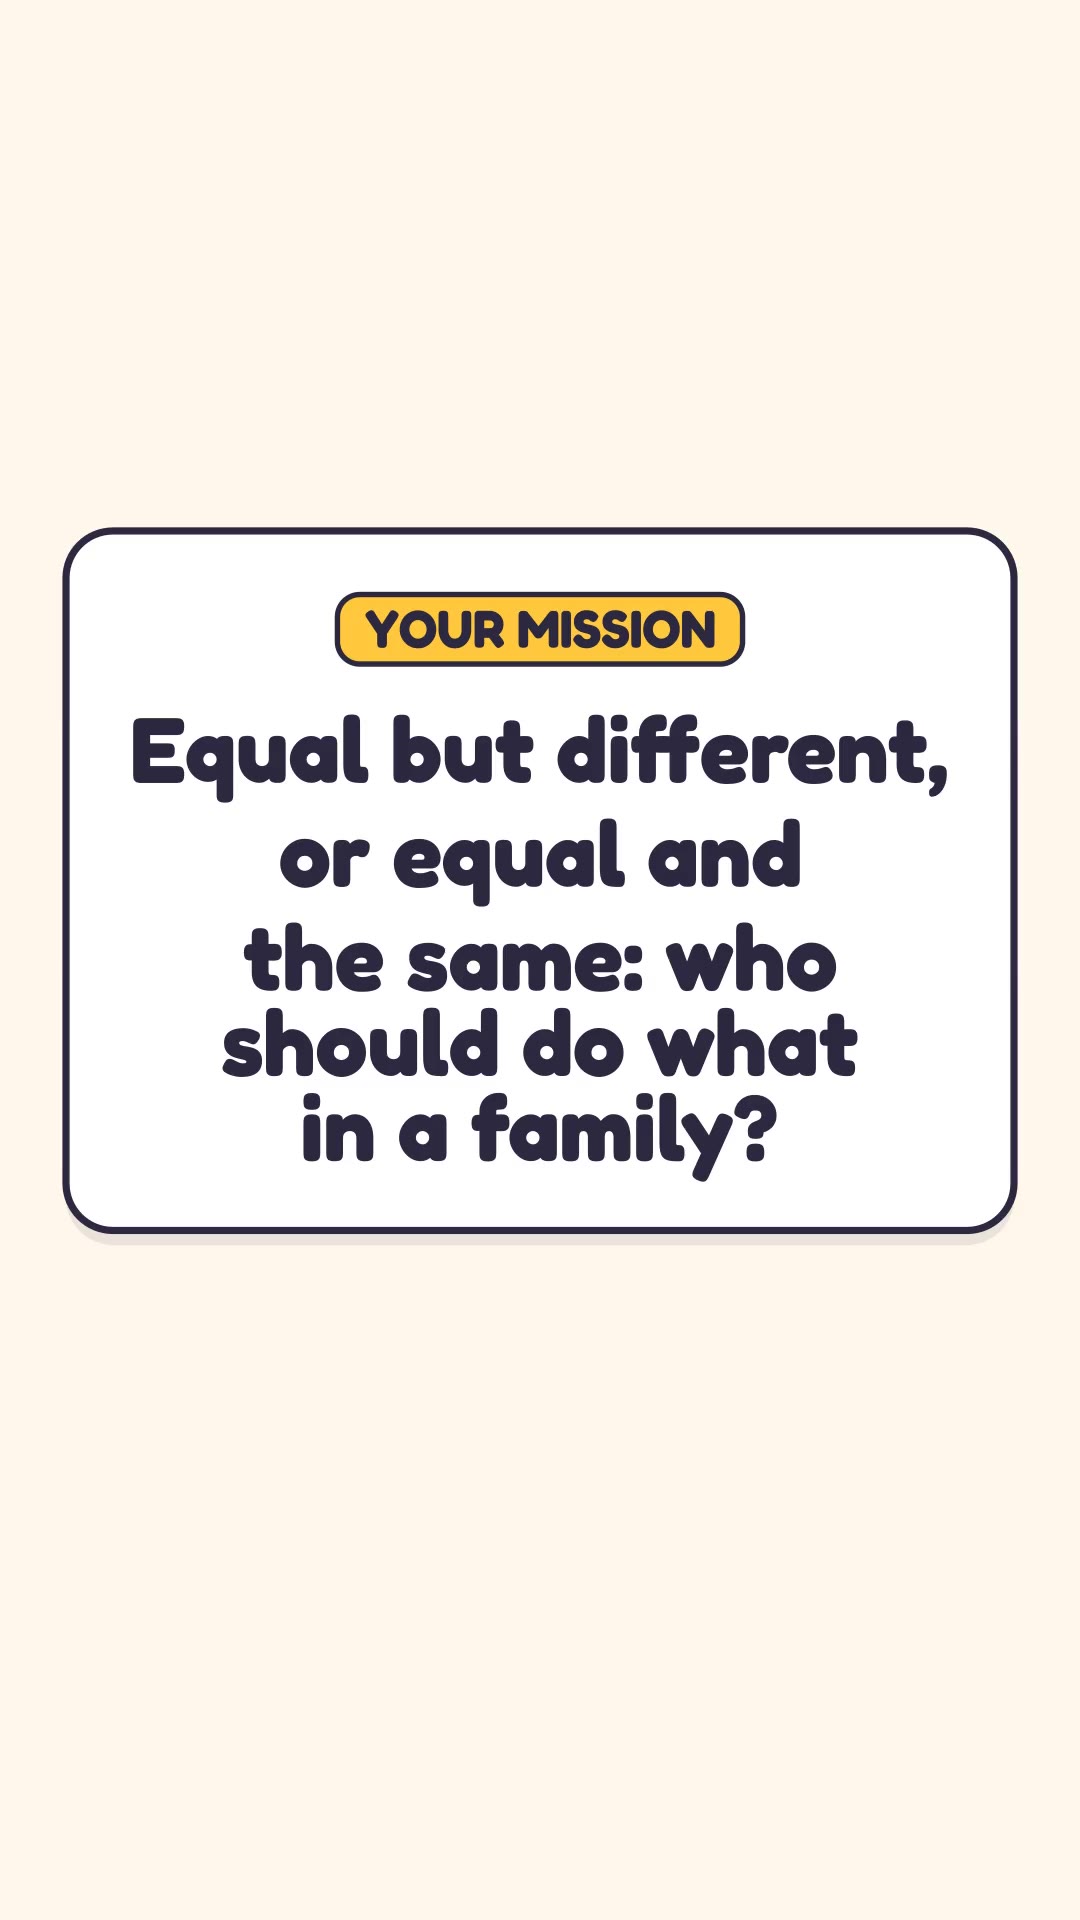 YOUR MISSION
Equal but different,
or equal and
the same: who
should do what
in a family?